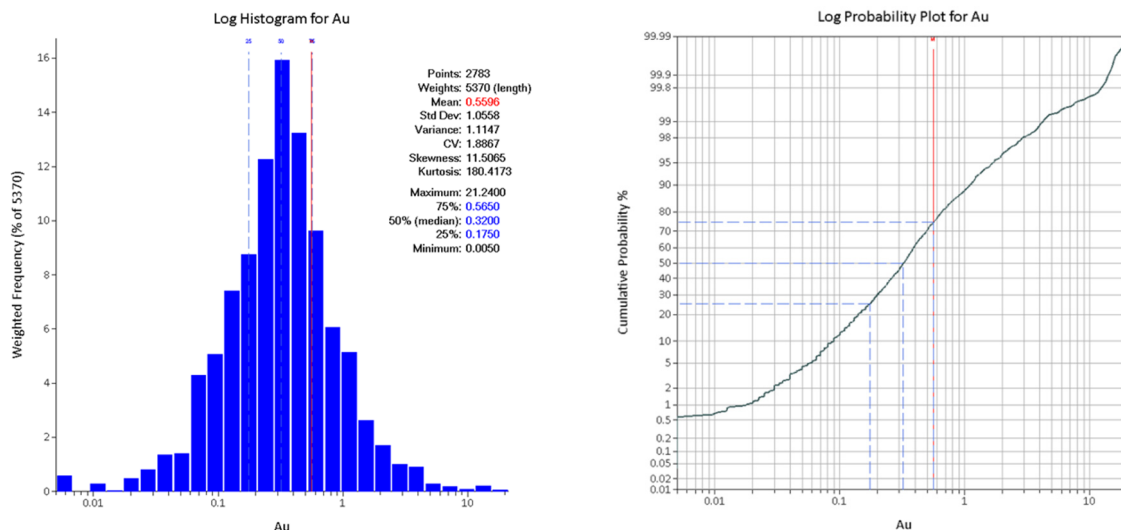 Log Histogram for Au
25
50
75
16
14
12
10
8
6
4
2
0
Weighted Frequency (% of 5370)
0.01
0.1
1
10
Au
Points: 2783
Weights: 5370 (length)
Mean: 0.5596
Std Dev: 1.0558
Variance: 1.1147
CV: 1.8867
Skewness: 11.5065
Kurtosis: 180.4173
Maximum: 21.2400
75%: 0.5650
50% (median): 0.3200
25%: 0.1750
Minimum: 0.0050
Log Probability Plot for Au
99.99
99.9
99.8
99
98
95
90
80
70
60
50
40
30
20
10
5
2
1
0.5
0.2
0.1
0.05
0.02
0.01
Cumulative Probability %
0.01
0.1
1
10
Au